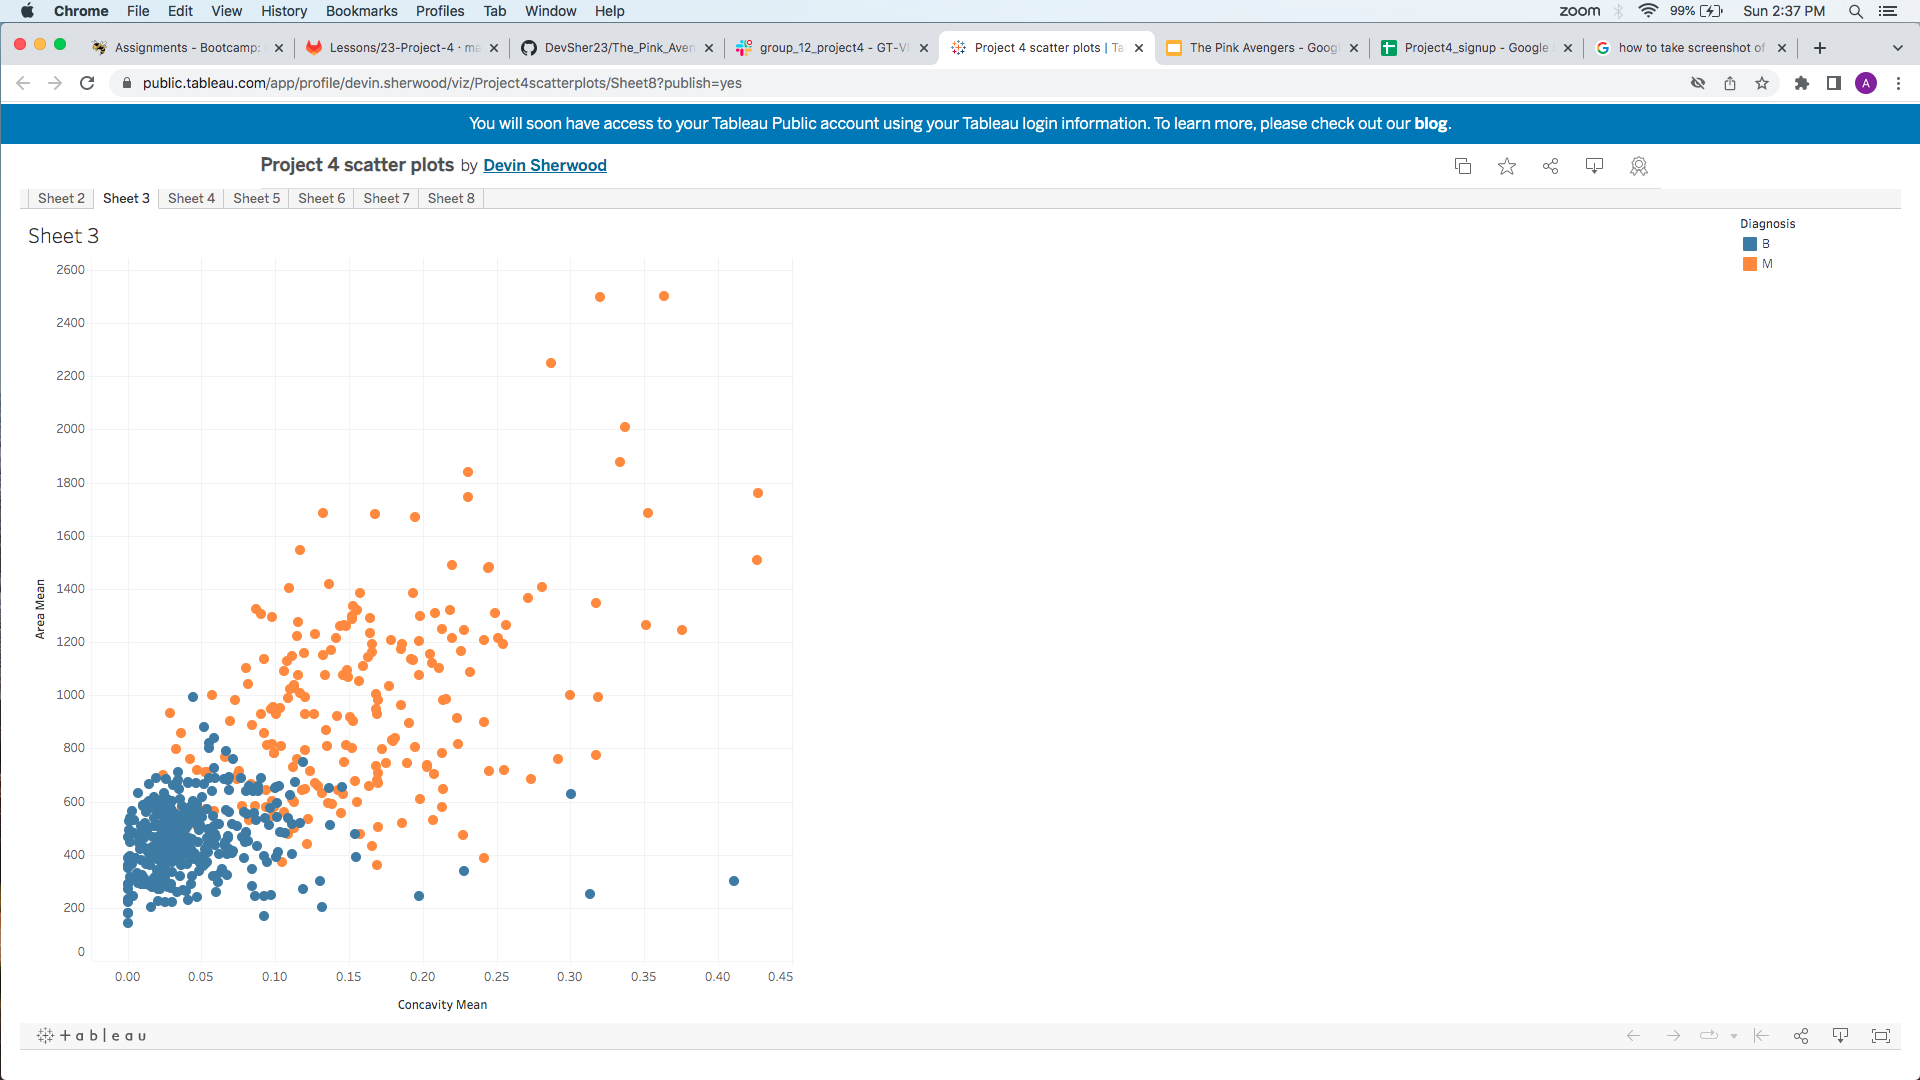 Chrome File Edit View History Bookmarks Profiles Tab Window Help zoom 99% Sun 2:37 PM
Assignments - Bootcamp: Lessons/23-Project-4 · ma DevSher23/The_Pink_Aven group_12_project4 - GT-Vi Project 4 scatter plots | Ta The Pink Avengers - Googl Project4_signup - Google how to take screenshot of
public.tableau.com/app/profile/devin.sherwood/viz/Project4scatterplots/Sheet8?publish=yes A
You will soon have access to your Tableau Public account using your Tableau login information. To learn more, please check out our blog.
Project 4 scatter plots by Devin Sherwood
Sheet 2 Sheet 3 Sheet 4 Sheet 5 Sheet 6 Sheet 7 Sheet 8
Sheet 3
Diagnosis
B
M
2600
2400
2200
2000
1800
1600
1400
1200
1000
800
600
400
200
0
Area Mean
0.00 0.05 0.10 0.15 0.20 0.25 0.30 0.35 0.40 0.45
Concavity Mean
+ a b | e a u